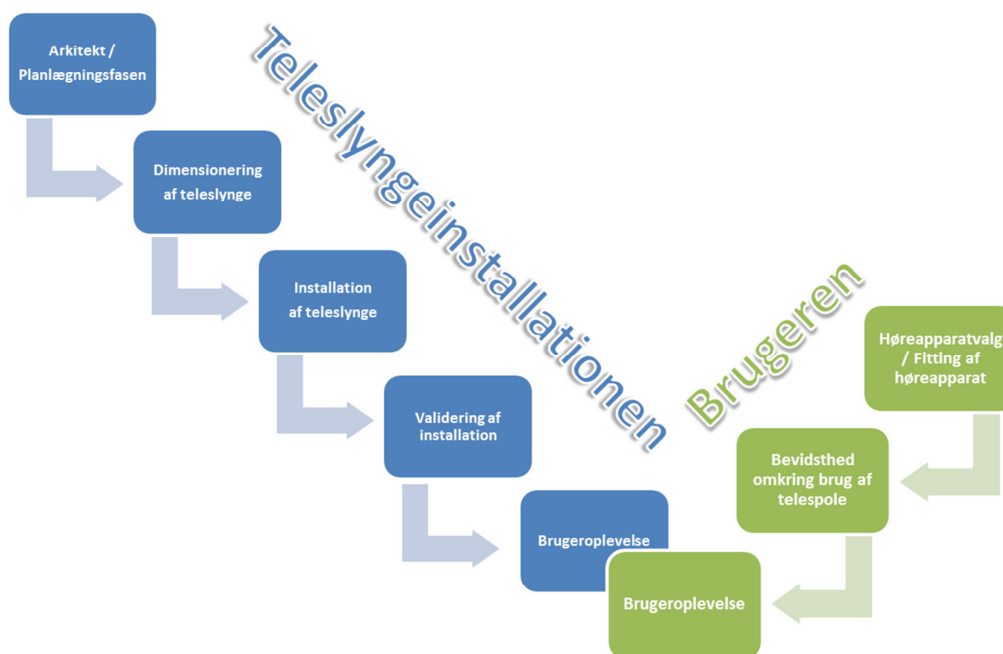 Arkitekt /
Planlægningsfasen
Dimensionering
af teleslynge
Installation
af teleslynge
Validering af
installation
Brugeroplevelse
Teleslyngeinstallationen
Brugeren
Høreapparatvalg
/ Fitting af
høreapparat
Bevidsthed
omkring brug af
telespole
Brugeroplevelse